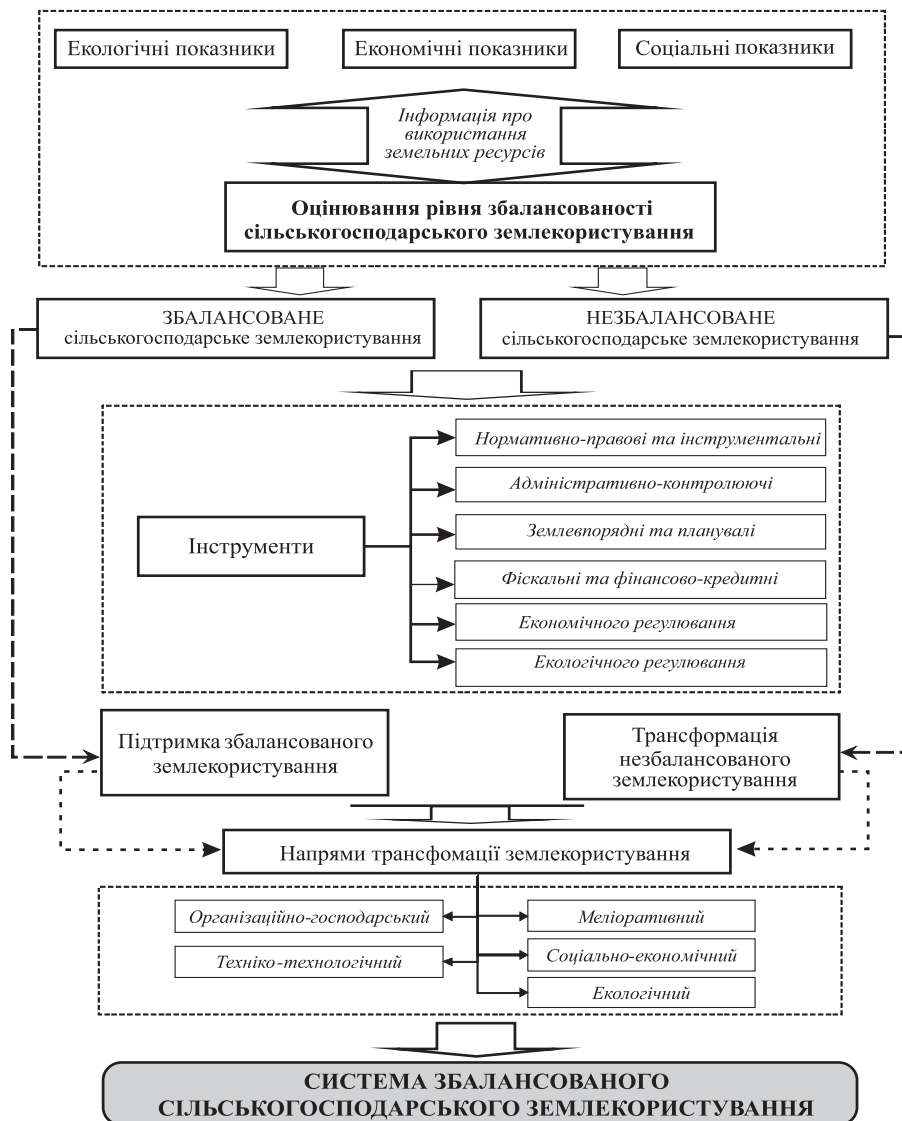 Екологічні показники
Економічні показники
Соціальні показники
Інформація про
використання
земельних ресурсів
Оцінювання рівня збалансованості
сільськогосподарського землекористування
ЗБАЛАНСОВАНЕ
сільськогосподарське землекористування
НЕЗБАЛАНСОВАНЕ
сільськогосподарське землекористування
Інструменти
Нормативно-правові та інструментальні
Адміністративно-контролюючі
Землевпорядні та планувалі
Фіскальні та фінансово-кредитні
Економічного регулювання
Екологічного регулювання
Підтримка збалансованого
землекористування
Трансформація
незбалансованого
землекористування
Напрями трансфомації землекористування
Організаційно-господарський
Техніко-технологічний
Меліоративний
Соціально-економічний
Екологічний
СИСТЕМА ЗБАЛАНСОВАНОГО
СІЛЬСЬКОГОСПОДАРСЬКОГО ЗЕМЛЕКОРИСТУВАННЯ